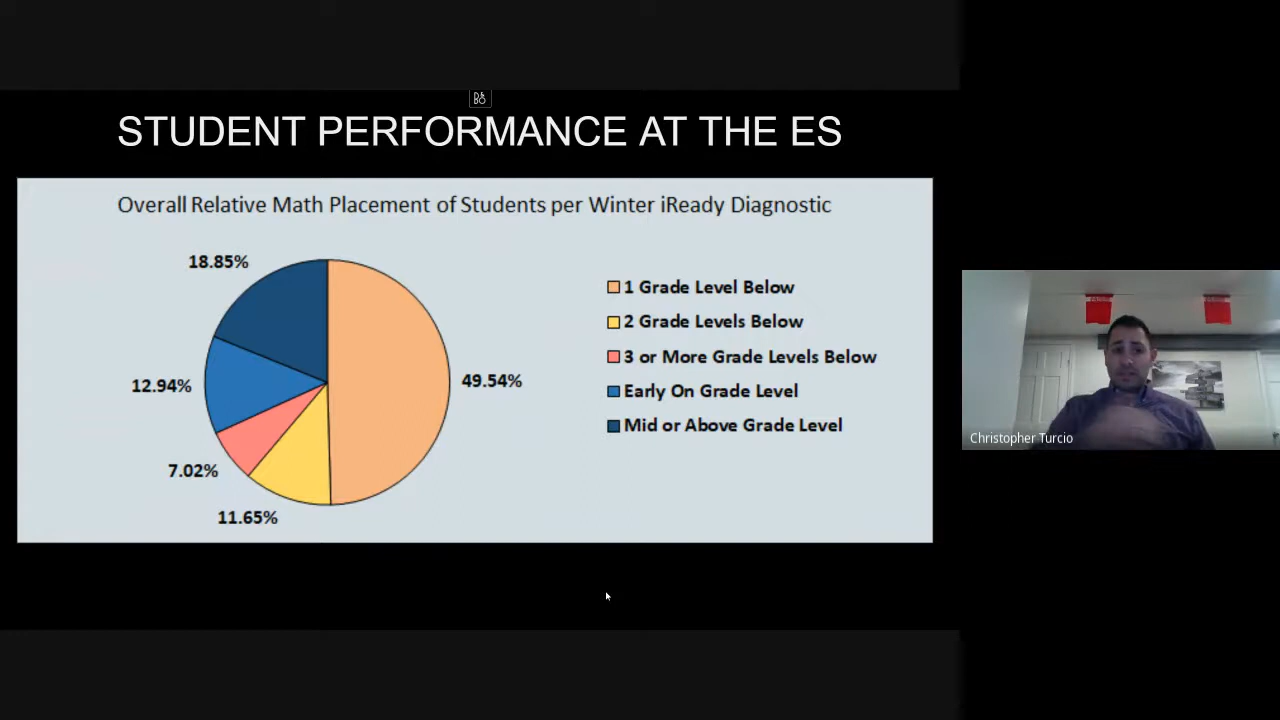 STUDENT PERFORMANCE AT THE ES
Overall Relative Math Placement of Students per Winter iReady Diagnostic
18.85%
12.94%
7.02%
11.65%
49.54%
1 Grade Level Below
2 Grade Levels Below
3 or More Grade Levels Below
Early On Grade Level
Mid or Above Grade Level
Christopher Turcio